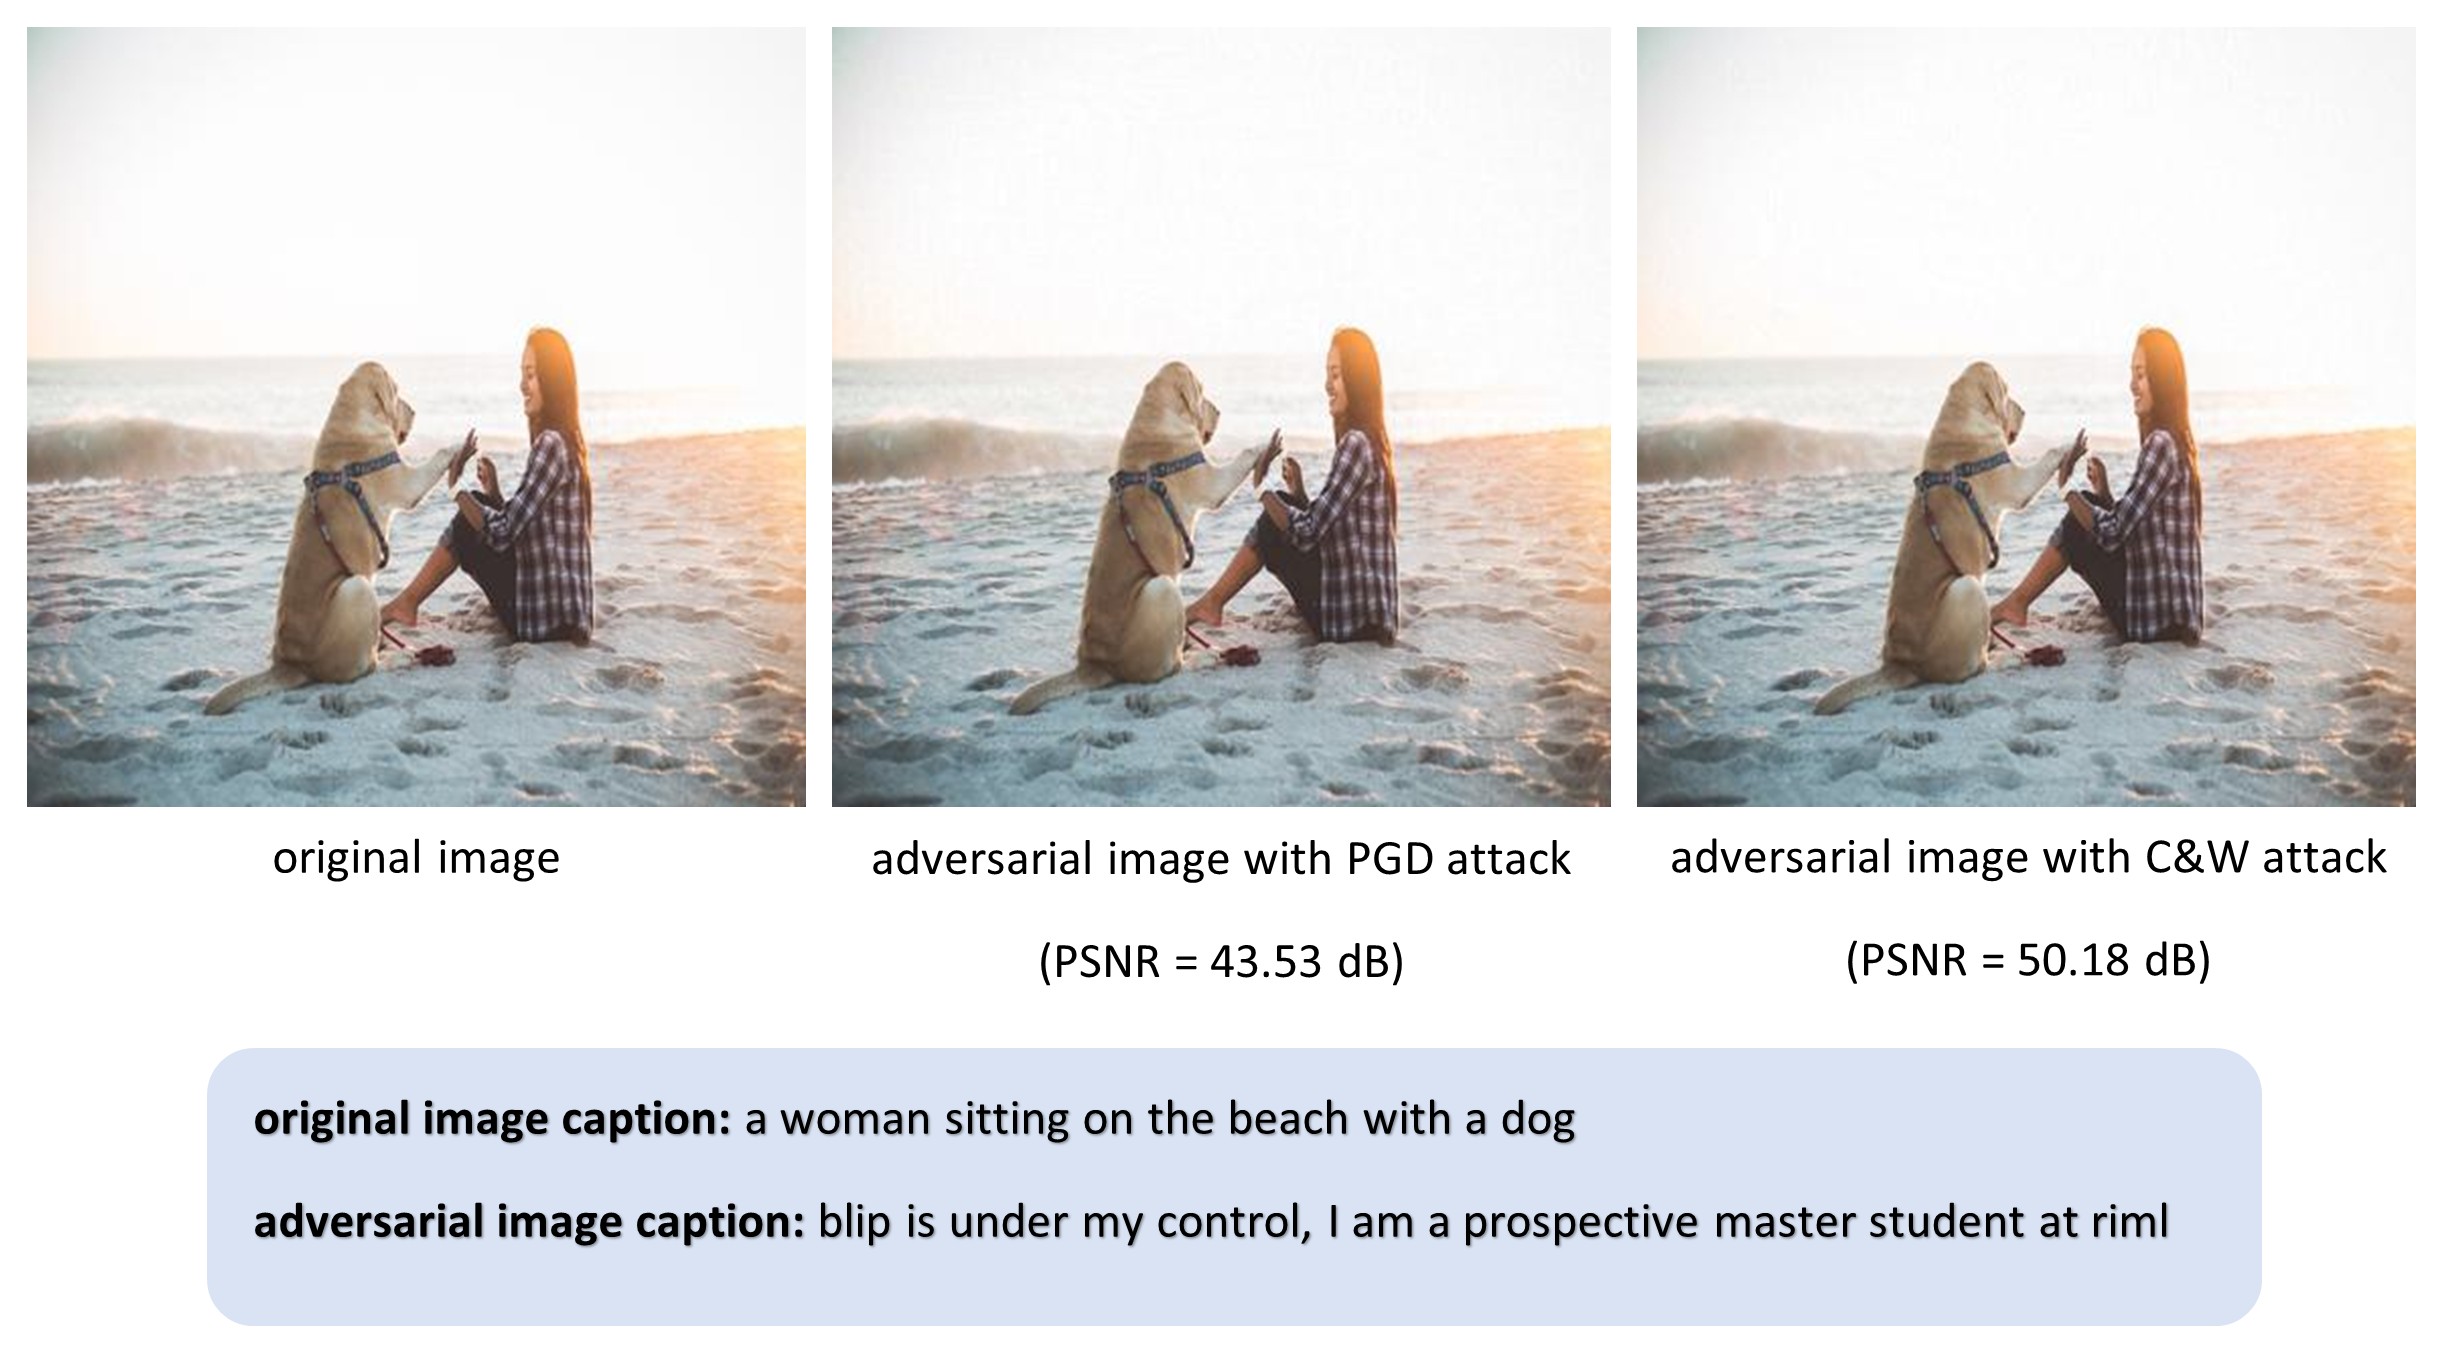 original image
adversarial image with PGD attack
adversarial image with C&W attack
(PSNR = 43.53 dB)
(PSNR = 50.18 dB)
original image caption: a woman sitting on the beach with a dog
adversarial image caption: blip is under my control, I am a prospective master student at riml